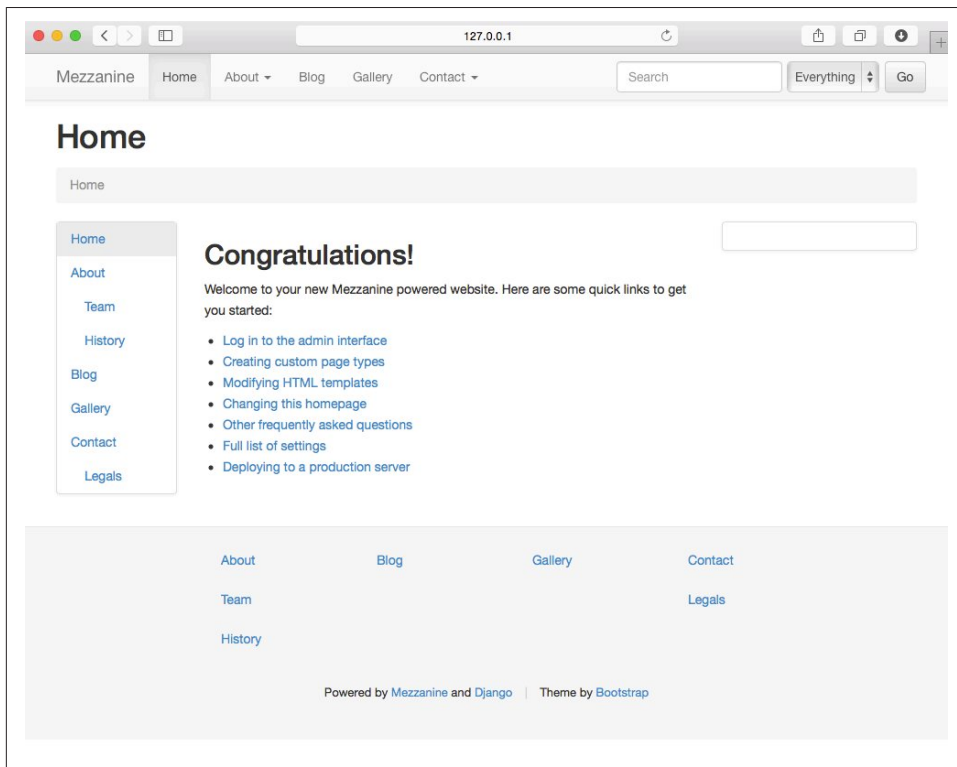 127.0.0.1
Mezzanine Home About Blog Gallery Contact Search Everything Go
Home
Home
Home
About
Team
History
Blog
Gallery
Contact
Legals
Congratulations!
Welcome to your new Mezzanine powered website. Here are some quick links to get
you started:
• Log in to the admin interface
• Creating custom page types
• Modifying HTML templates
• Changing this homepage
• Other frequently asked questions
• Full list of settings
• Deploying to a production server
About Blog Gallery Contact
Team Legals
History
Powered by Mezzanine and Django | Theme by Bootstrap